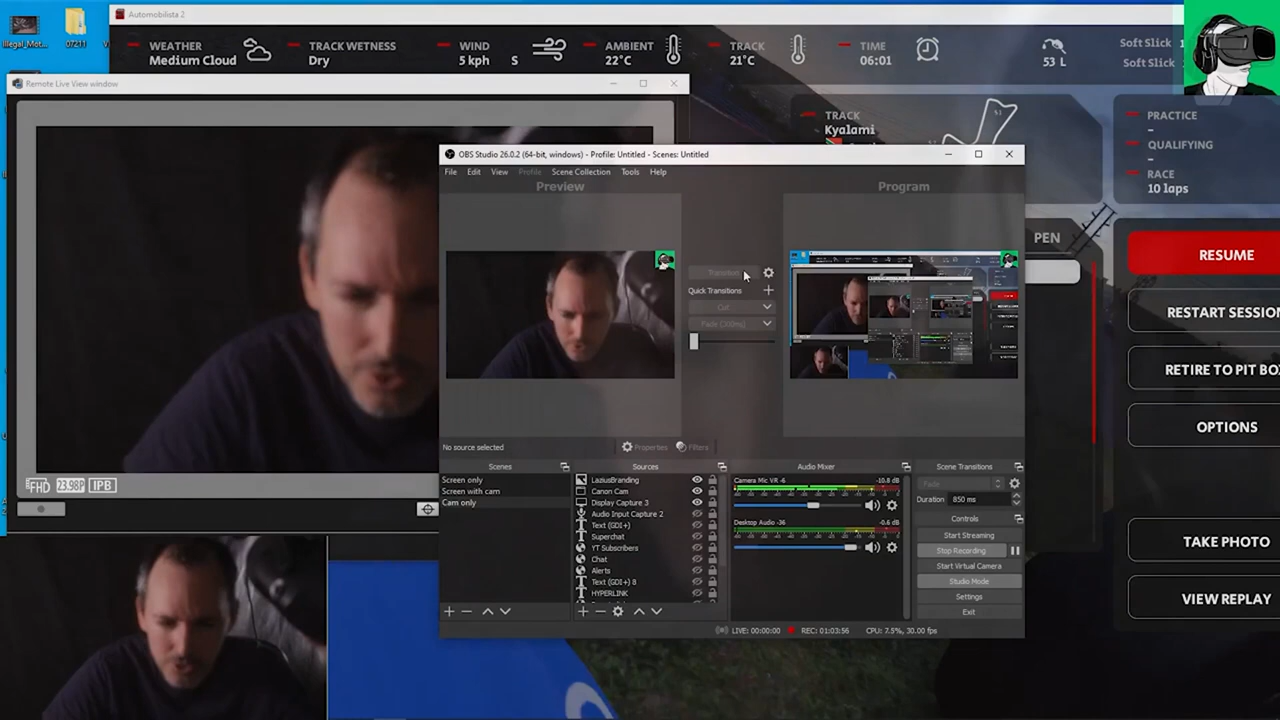 Automobilista 2
Illegal_Mot...
07211
WEATHER
Medium Cloud
TRACK WETNESS
Dry
WIND
5 kph
S
AMBIENT
22°C
TRACK
21°C
TIME
06:01
53 L
Soft Slick
Soft Slick
Remote Live View window
TRACK
Kyalami
PRACTICE
-
QUALIFYING
-
RACE
10 laps
PEN
RESUME
RESTART SESSION
RETIRE TO PIT BO
OPTIONS
TAKE PHOTO
VIEW REPLAY
FHD 23.98P IPB
OBS Studio 26.0.2 (64-bit, windows) - Profile: Untitled - Scenes: Untitled
File Edit View Profile Scene Collection Tools Help
Preview
Program
Transition
Quick Transitions
Cut
Fade (300ms)
No source selected
Properties
Filters
Scenes
Screen only
Screen with cam
Cam only
Sources
LaziusBranding
Canon Cam
Display Capture 3
Audio Input Capture 2
Text (GDI+)
Superchat
YT Subscribers
Chat
Alerts
Text (GDI+) 8
HYPERLINK
Audio Mixer
Camera Mic VR -6
-10.8 dB
Desktop Audio -36
-0.6 dB
Scene Transitions
Fade
Duration 850 ms
Controls
Start Streaming
Stop Recording
Start Virtual Camera
Studio Mode
Settings
Exit
LIVE: 00:00:00
REC: 01:03:56
CPU: 7.5%, 30.00 fps